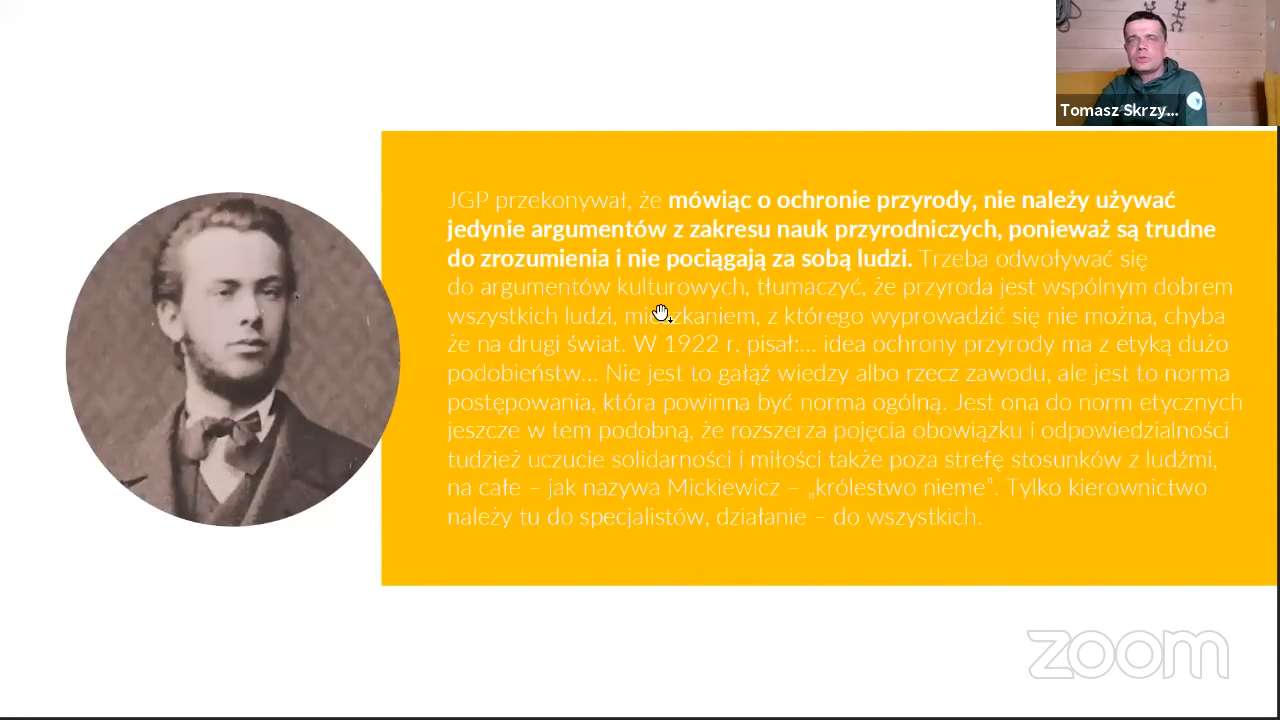 Tomasz Skrzy...
JGP przekonywał, że mówiąc o ochronie przyrody, nie należy używać
jedynie argumentów z zakresu nauk przyrodniczych, ponieważ są trudne
do zrozumienia i nie pociągają za sobą ludzi. Trzeba odwoływać się
do argumentów kulturowych, tłumaczyć, że przyroda jest wspólnym dobrem
wszystkich ludzi, mieszkaniem, z którego wyprowadzić się nie można, chyba
że na drugi świat. W 1922 r. pisał:... idea ochrony przyrody ma z etyką dużo
podobieństw... Nie jest to gałąź wiedzy albo rzecz zawodu, ale jest to norma
postępowania, która powinna być norma ogólną. Jest ona do norm etycznych
jeszcze w tem podobną, że rozszerza pojęcia obowiązku i odpowiedzialności
tudzież uczucie solidarności i miłości także poza strefę stosunków z ludźmi,
na całe – jak nazywa Mickiewicz – „królestwo nieme”. Tylko kierownictwo
należy tu do specjalistów, działanie – do wszystkich.
zoom